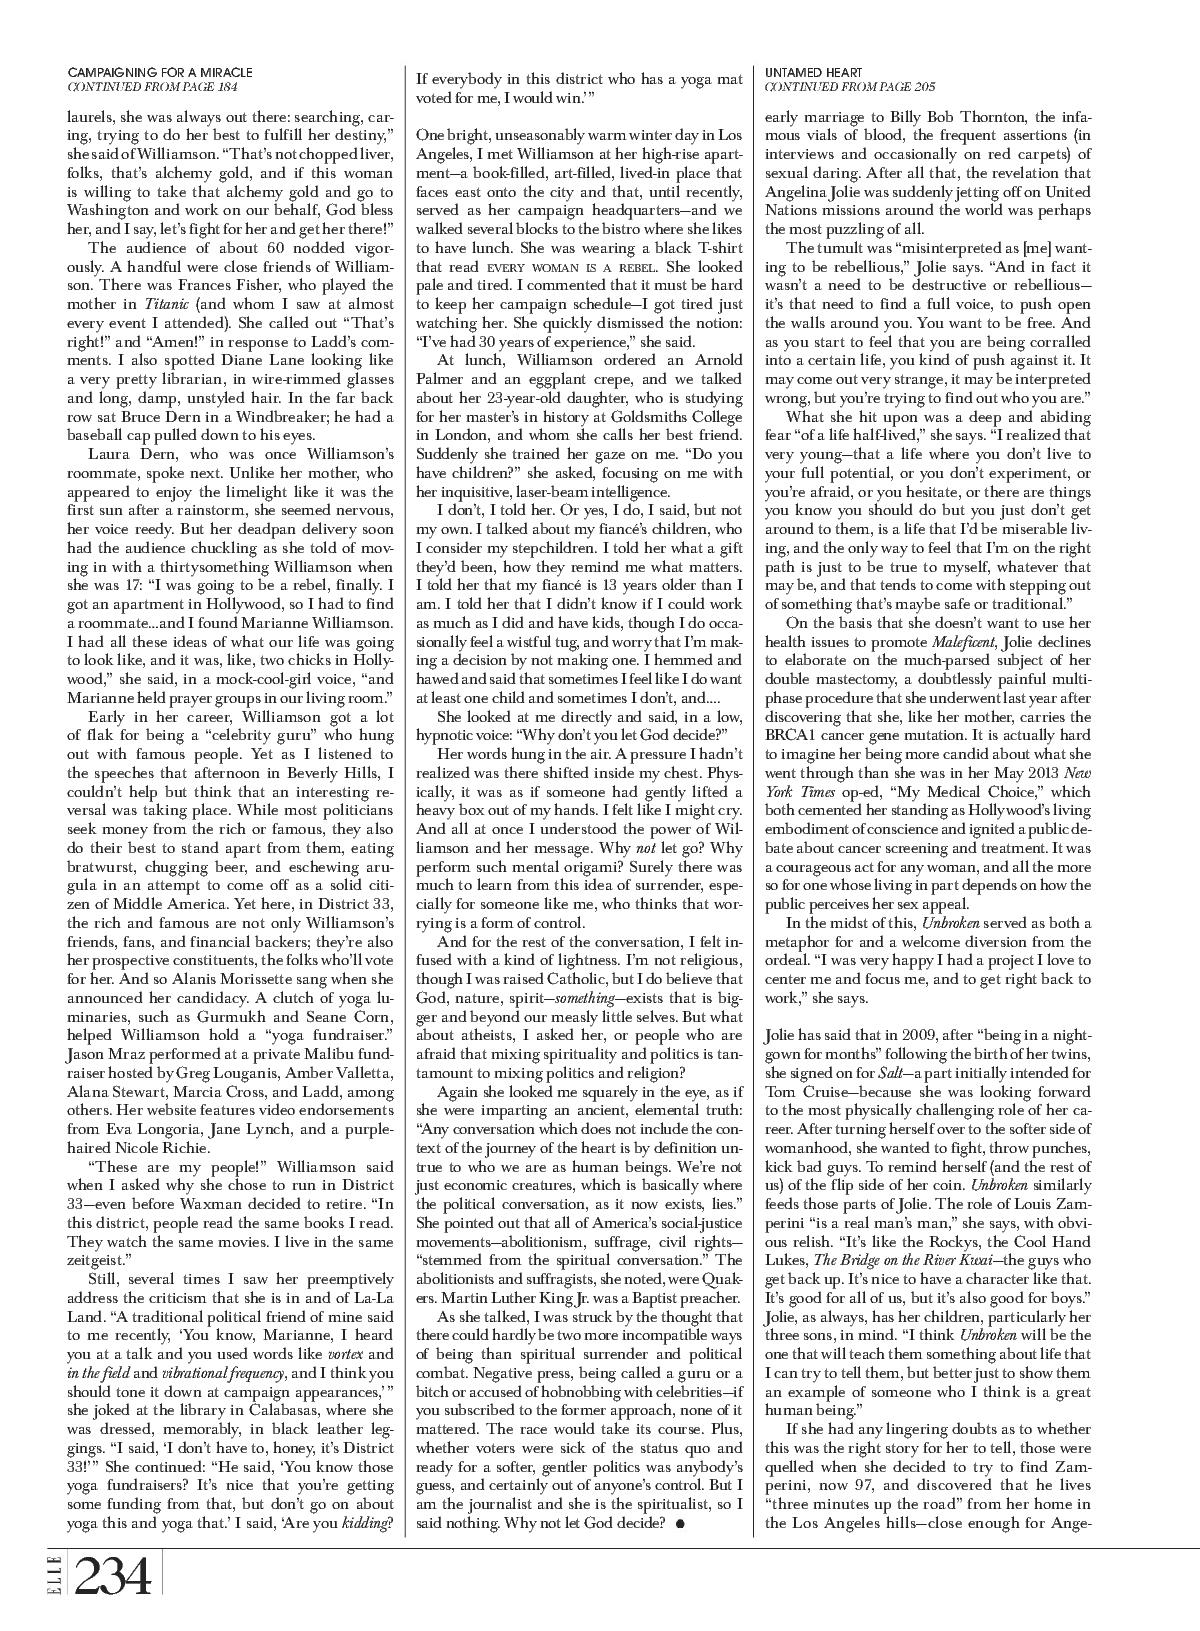 CAMPAIGNING FOR A MIRACLE
CONTINUED FROM PAGE 184
laurels, she was always out there: searching, car-
ing, trying to do her best to fulfill her destiny,”
she said of Williamson. “That’s not chopped liver,
folks, that’s alchemy gold, and if this woman
is willing to take that alchemy gold and go to
Washington and work on our behalf, God bless
her, and I say, let’s fight for her and get her there!”
The audience of about 60 nodded vigor-
ously. A handful were close friends of William-
son. There was Frances Fisher, who played the
mother in Titanic (and whom I saw at almost
every event I attended). She called out “That’s
right!” and “Amen!” in response to Ladd’s com-
ments. I also spotted Diane Lane looking like
a very pretty librarian, in wire-rimmed glasses
and long, damp, unstyled hair. In the far back
row sat Bruce Dern in a Windbreaker; he had a
baseball cap pulled down to his eyes.
Laura Dern, who was once Williamson’s
roommate, spoke next. Unlike her mother, who
appeared to enjoy the limelight like it was the
first sun after a rainstorm, she seemed nervous,
her voice reedy. But her deadpan delivery soon
had the audience chuckling as she told of mov-
ing in with a thirtysomething Williamson when
she was 17: “I was going to be a rebel, finally. I
got an apartment in Hollywood, so I had to find
a roommate...and I found Marianne Williamson.
I had all these ideas of what our life was going
to look like, and it was, like, two chicks in Holly-
wood,” she said, in a mock-cool-girl voice, “and
Marianne held prayer groups in our living room.”
Early in her career, Williamson got a lot
of flak for being a “celebrity guru” who hung
out with famous people. Yet as I listened to
the speeches that afternoon in Beverly Hills, I
couldn’t help but think that an interesting re-
versal was taking place. While most politicians
seek money from the rich or famous, they also
do their best to stand apart from them, eating
bratwurst, chugging beer, and eschewing aru-
gula in an attempt to come off as a solid citi-
zen of Middle America. Yet here, in District 33,
the rich and famous are not only Williamson’s
friends, fans, and financial backers; they’re also
her prospective constituents, the folks who’ll vote
for her. And so Alanis Morissette sang when she
announced her candidacy. A clutch of yoga lu-
minaries, such as Gurmukh and Seane Corn,
helped Williamson hold a “yoga fundraiser.”
Jason Mraz performed at a private Malibu fund-
raiser hosted by Greg Louganis, Amber Valletta,
Alana Stewart, Marcia Cross, and Ladd, among
others. Her website features video endorsements
from Eva Longoria, Jane Lynch, and a purple-
haired Nicole Richie.
“These are my people!” Williamson said
when I asked why she chose to run in District
33—even before Waxman decided to retire. “In
this district, people read the same books I read.
They watch the same movies. I live in the same
zeitgeist.”
Still, several times I saw her preemptively
address the criticism that she is in and of La-La
Land. “A traditional political friend of mine said
to me recently, ‘You know, Marianne, I heard
you at a talk and you used words like vortex and
in the field and vibrational frequency, and I think you
should tone it down at campaign appearances,’”
she joked at the library in Calabasas, where she
was dressed, memorably, in black leather leg-
gings. “I said, ‘I don’t have to, honey, it’s District
33!’” She continued: “He said, ‘You know those
yoga fundraisers? It’s nice that you’re getting
some funding from that, but don’t go on about
yoga this and yoga that.’ I said, ‘Are you kidding?
If everybody in this district who has a yoga mat
voted for me, I would win.’”
One bright, unseasonably warm winter day in Los
Angeles, I met Williamson at her high-rise apart-
ment—a book-filled, art-filled, lived-in place that
faces east onto the city and that, until recently,
served as her campaign headquarters—and we
walked several blocks to the bistro where she likes
to have lunch. She was wearing a black T-shirt
that read EVERY WOMAN IS A REBEL. She looked
pale and tired. I commented that it must be hard
to keep her campaign schedule—I got tired just
watching her. She quickly dismissed the notion:
“I’ve had 30 years of experience,” she said.
At lunch, Williamson ordered an Arnold
Palmer and an eggplant crepe, and we talked
about her 23-year-old daughter, who is studying
for her master’s in history at Goldsmiths College
in London, and whom she calls her best friend.
Suddenly she trained her gaze on me. “Do you
have children?” she asked, focusing on me with
her inquisitive, laser-beam intelligence.
I don’t, I told her. Or yes, I do, I said, but not
my own. I talked about my fiancé’s children, who
I consider my stepchildren. I told her what a gift
they’d been, how they remind me what matters.
I told her that my fiancé is 13 years older than I
am. I told her that I didn’t know if I could work
as much as I did and have kids, though I do occa-
sionally feel a wistful tug, and worry that I’m mak-
ing a decision by not making one. I hemmed and
hawed and said that sometimes I feel like I do want
at least one child and sometimes I don’t, and....
She looked at me directly and said, in a low,
hypnotic voice: “Why don’t you let God decide?”
Her words hung in the air. A pressure I hadn’t
realized was there shifted inside my chest. Phys-
ically, it was as if someone had gently lifted a
heavy box out of my hands. I felt like I might cry.
And all at once I understood the power of Wil-
liamson and her message. Why not let go? Why
perform such mental origami? Surely there was
much to learn from this idea of surrender, espe-
cially for someone like me, who thinks that wor-
rying is a form of control.
And for the rest of the conversation, I felt in-
fused with a kind of lightness. I’m not religious,
though I was raised Catholic, but I do believe that
God, nature, spirit—something—exists that is big-
ger and beyond our measly little selves. But what
about atheists, I asked her, or people who are
afraid that mixing spirituality and politics is tan-
tamount to mixing politics and religion?
Again she looked me squarely in the eye, as if
she were imparting an ancient, elemental truth:
“Any conversation which does not include the con-
text of the journey of the heart is by definition un-
true to who we are as human beings. We’re not
just economic creatures, which is basically where
the political conversation, as it now exists, lies.”
She pointed out that all of America’s social-justice
movements—abolitionism, suffrage, civil rights—
“stemmed from the spiritual conversation.” The
abolitionists and suffragists, she noted, were Quak-
ers. Martin Luther King Jr. was a Baptist preacher.
As she talked, I was struck by the thought that
there could hardly be two more incompatible ways
of being than spiritual surrender and political
combat. Negative press, being called a guru or a
bitch or accused of hobnobbing with celebrities—if
you subscribed to the former approach, none of it
mattered. The race would take its course. Plus,
whether voters were sick of the status quo and
ready for a softer, gentler politics was anybody’s
guess, and certainly out of anyone’s control. But I
am the journalist and she is the spiritualist, so I
said nothing. Why not let God decide? ●
UNTAMED HEART
CONTINUED FROM PAGE 205
early marriage to Billy Bob Thornton, the infa-
mous vials of blood, the frequent assertions (in
interviews and occasionally on red carpets) of
sexual daring. After all that, the revelation that
Angelina Jolie was suddenly jetting off on United
Nations missions around the world was perhaps
the most puzzling of all.
The tumult was “misinterpreted as [me] want-
ing to be rebellious,” Jolie says. “And in fact it
wasn’t a need to be destructive or rebellious—
it’s that need to find a full voice, to push open
the walls around you. You want to be free. And
as you start to feel that you are being corralled
into a certain life, you kind of push against it. It
may come out very strange, it may be interpreted
wrong, but you’re trying to find out who you are.”
What she hit upon was a deep and abiding
fear “of a life half-lived,” she says. “I realized that
very young—that a life where you don’t live to
your full potential, or you don’t experiment, or
you’re afraid, or you hesitate, or there are things
you know you should do but you just don’t get
around to them, is a life that I’d be miserable liv-
ing, and the only way to feel that I’m on the right
path is just to be true to myself, whatever that
may be, and that tends to come with stepping out
of something that’s maybe safe or traditional.”
On the basis that she doesn’t want to use her
health issues to promote Maleficent, Jolie declines
to elaborate on the much-parsed subject of her
double mastectomy, a doubtlessly painful multi-
phase procedure that she underwent last year after
discovering that she, like her mother, carries the
BRCA1 cancer gene mutation. It is actually hard
to imagine her being more candid about what she
went through than she was in her May 2013 New
York Times op-ed, “My Medical Choice,” which
both cemented her standing as Hollywood’s living
embodiment of conscience and ignited a public de-
bate about cancer screening and treatment. It was
a courageous act for any woman, and all the more
so for one whose living in part depends on how the
public perceives her sex appeal.
In the midst of this, Unbroken served as both a
metaphor for and a welcome diversion from the
ordeal. “I was very happy I had a project I love to
center me and focus me, and to get right back to
work,” she says.
Jolie has said that in 2009, after “being in a night-
gown for months” following the birth of her twins,
she signed on for Salt—a part initially intended for
Tom Cruise—because she was looking forward
to the most physically challenging role of her ca-
reer. After turning herself over to the softer side of
womanhood, she wanted to fight, throw punches,
kick bad guys. To remind herself (and the rest of
us) of the flip side of her coin. Unbroken similarly
feeds those parts of Jolie. The role of Louis Zam-
perini “is a real man’s man,” she says, with obvi-
ous relish. “It’s like the Rockys, the Cool Hand
Lukes, The Bridge on the River Kwai—the guys who
get back up. It’s nice to have a character like that.
It’s good for all of us, but it’s also good for boys.”
Jolie, as always, has her children, particularly her
three sons, in mind. “I think Unbroken will be the
one that will teach them something about life that
I can try to tell them, but better just to show them
an example of someone who I think is a great
human being.”
If she had any lingering doubts as to whether
this was the right story for her to tell, those were
quelled when she decided to try to find Zam-
perini, now 97, and discovered that he lives
“three minutes up the road” from her home in
the Los Angeles hills—close enough for Ange-
ELLE
234